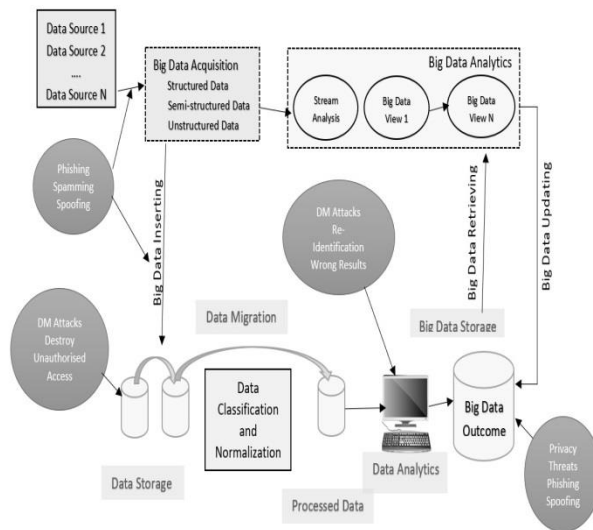 Data Source 1
Data Source 2
....
Data Source N
Big Data Acquisition
Structured Data
Semi-structured Data
Unstructured Data
Big Data Analytics
Stream
Analysis
Big Data
View 1
Big Data
View N
Phishing
Spamming
Spoofing
Big Data Inserting
DM Attacks
Re-
Identification
Wrong Results
Big Data Retrieving
Big Data Updating
DM Attacks
Destroy
Unauthorised
Access
Data Migration
Big Data Storage
Data
Classification
and
Normalization
Big Data
Outcome
Data Storage
Processed Data
Data Analytics
Privacy
Threats
Phishing
Spoofing